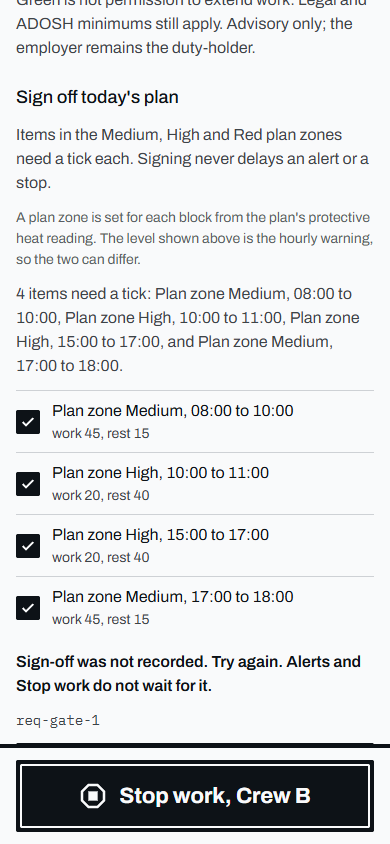 Green is not permission to extend work. Legal and
ADOSH minimums still apply. Advisory only; the
employer remains the duty-holder.
Sign off today's plan
Items in the Medium, High and Red plan zones
need a tick each. Signing never delays an alert or a
stop.
A plan zone is set for each block from the plan's protective
heat reading. The level shown above is the hourly warning,
so the two can differ.
4 items need a tick: Plan zone Medium, 08:00 to
10:00, Plan zone High, 10:00 to 11:00, Plan zone
High, 15:00 to 17:00, and Plan zone Medium,
17:00 to 18:00.
Plan zone Medium, 08:00 to 10:00
work 45, rest 15
Plan zone High, 10:00 to 11:00
work 20, rest 40
Plan zone High, 15:00 to 17:00
work 20, rest 40
Plan zone Medium, 17:00 to 18:00
work 45, rest 15
Sign-off was not recorded. Try again. Alerts and
Stop work do not wait for it.
req-gate-1
Stop work, Crew B